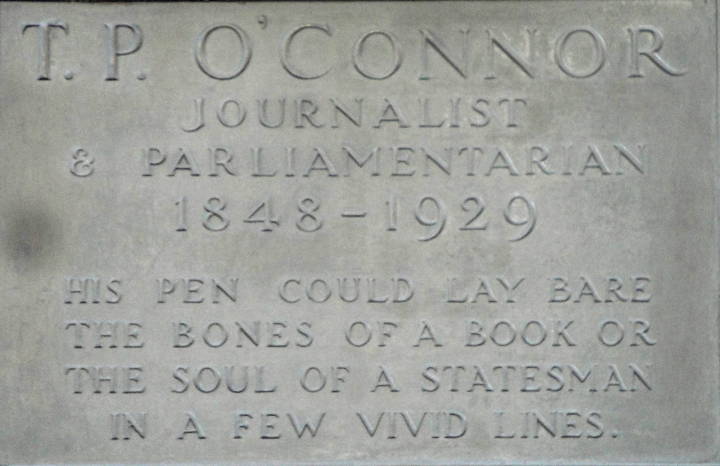 T. P. O'CONNOR
JOURNALIST
& PARLIAMENTARIAN
1848-1929
HIS PEN COULD LAY BARE
THE BONES OF A BOOK OR
THE SOUL OF A STATESMAN
IN A FEW VIVID LINES.